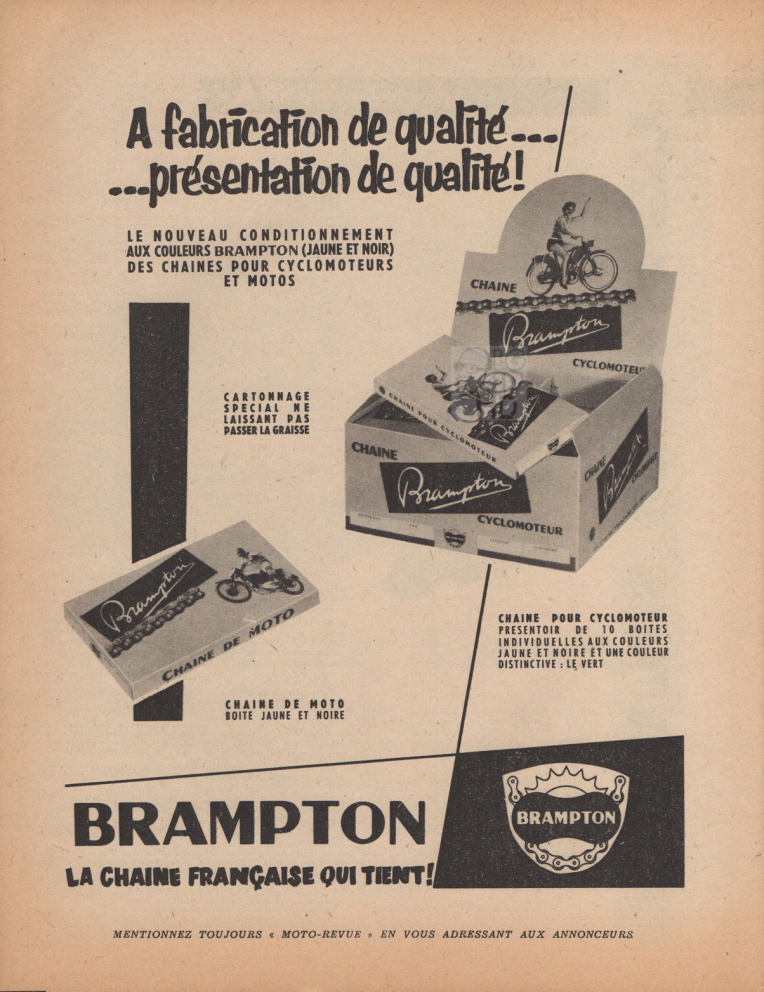 A fabrication de qualité...
...présentation de qualité!
LE NOUVEAU CONDITIONNEMENT
AUX COULEURS BRAMPTON (JAUNE ET NOIR)
DES CHAINES POUR CYCLOMOTEURS
ET MOTOS
CARTONNAGE
SPECIAL NE
LAISSANT PAS
PASSER LA GRAISSE
CHAINE
Brampton
CYCLOMOTEUR
CHAINE POUR CYCLOMOTEUR
Brampton
CHAINE
Brampton
CYCLOMOTEUR
CHAINE
Brampton
CYCLOMOTEUR
Brampton
CHAINE DE MOTO
CHAINE POUR CYCLOMOTEUR
PRESENTOIR DE 10 BOITES
INDIVIDUELLES AUX COULEURS
JAUNE ET NOIRE ET UNE COULEUR
DISTINCTIVE : LE VERT
CHAINE DE MOTO
BOITE JAUNE ET NOIRE
BRAMPTON
BRAMPTON
LA CHAINE FRANÇAISE QUI TIENT!
MENTIONNEZ TOUJOURS « MOTO-REVUE » EN VOUS ADRESSANT AUX ANNONCEURS